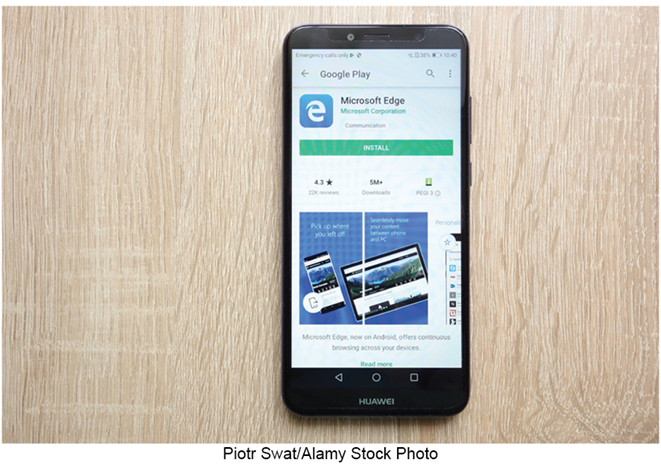 Emergency calls only
38% 10:40
Google Play
Microsoft Edge
Microsoft Corporation
Communication
INSTALL
4.3 ★ 5M+
22K reviews Downloads PEGI 3
Pick up where
you left off
Seamlessly move
your content
between phone
and PC
Personaliz
Microsoft Edge, now on Android, offers continuous
browsing across your devices.
Read more
HUAWEI
Piotr Swat/Alamy Stock Photo